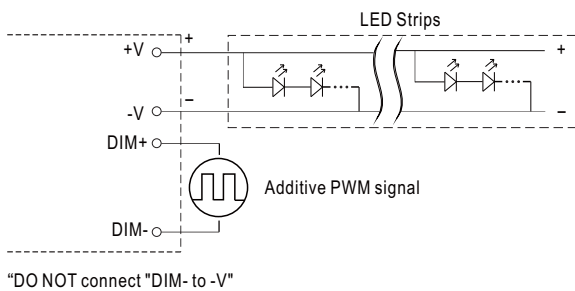 LED Strips
+V + +
-V – –
DIM+
Additive PWM signal
DIM-
“DO NOT connect "DIM- to -V"